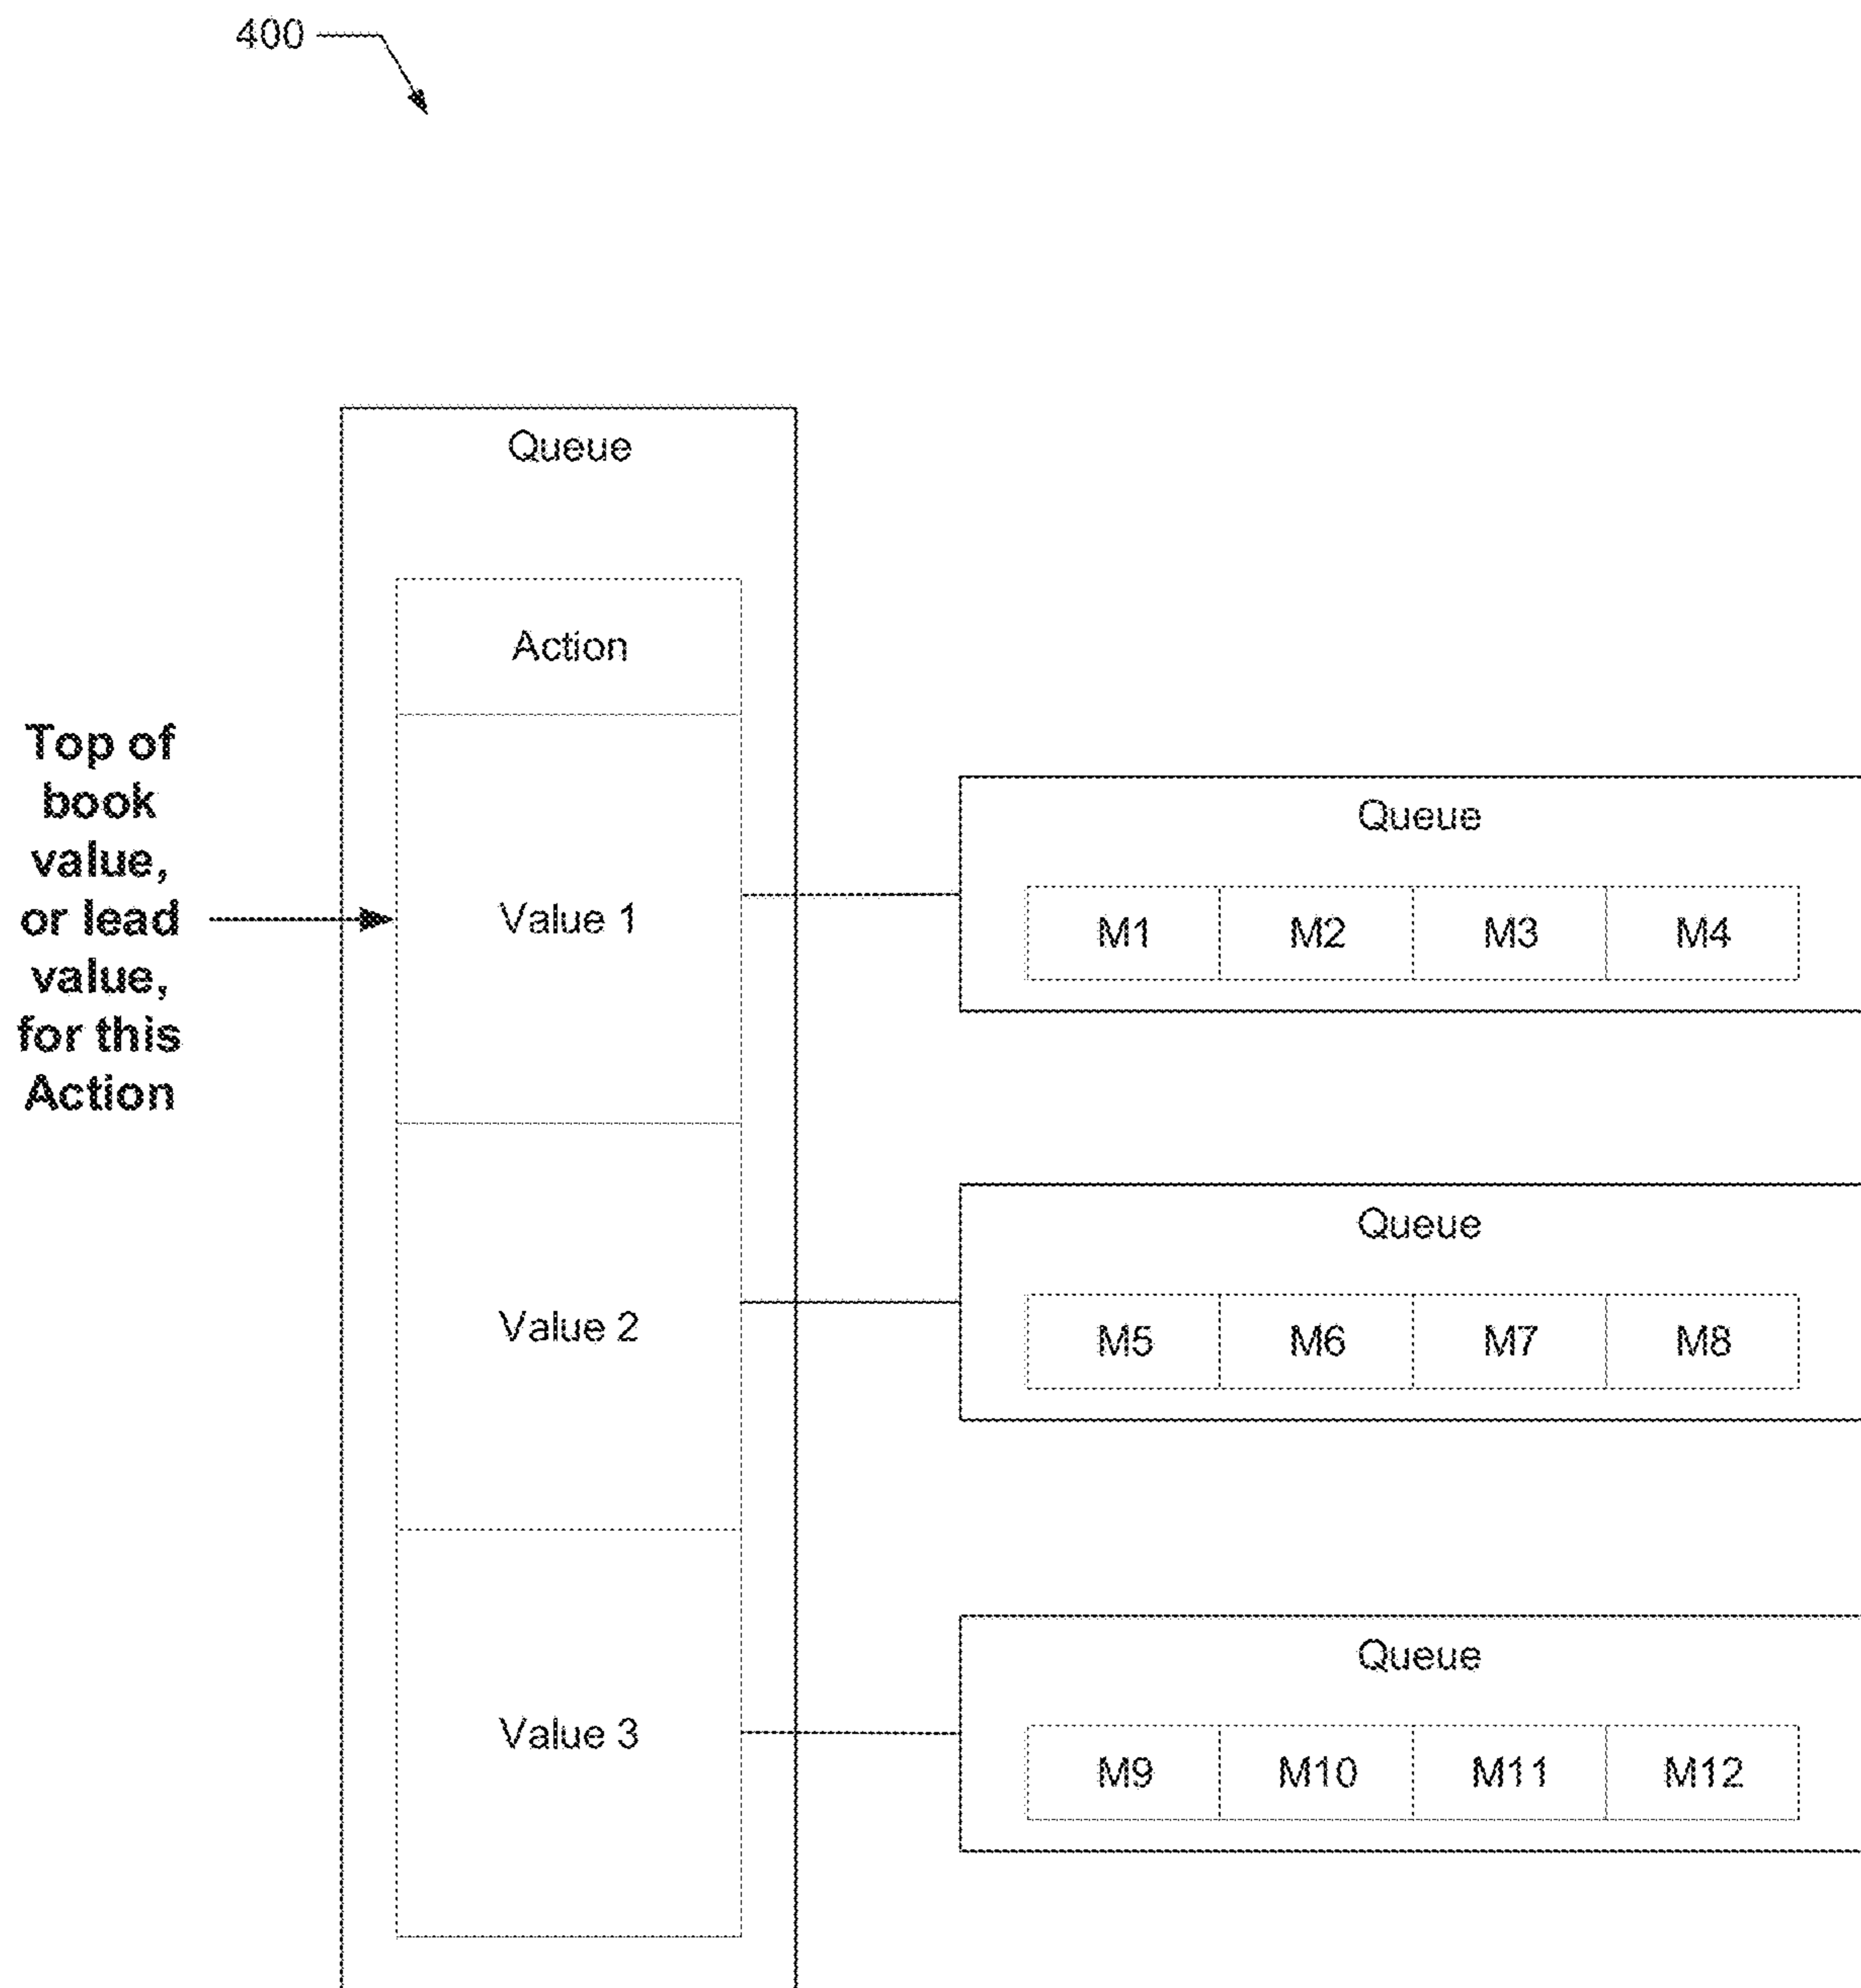 400
Queue
Action
Top of
book
value,
or lead
value,
for this
Action
Value 1
Queue
M1 M2 M3 M4
Value 2
Queue
M5 M6 M7 M8
Value 3
Queue
M9 M10 M11 M12